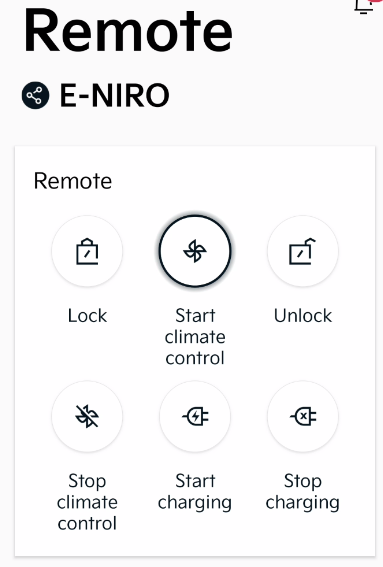 Remote
E-NIRO
Remote
Lock
Start
climate
control
Unlock
Stop
climate
control
Start
charging
Stop
charging